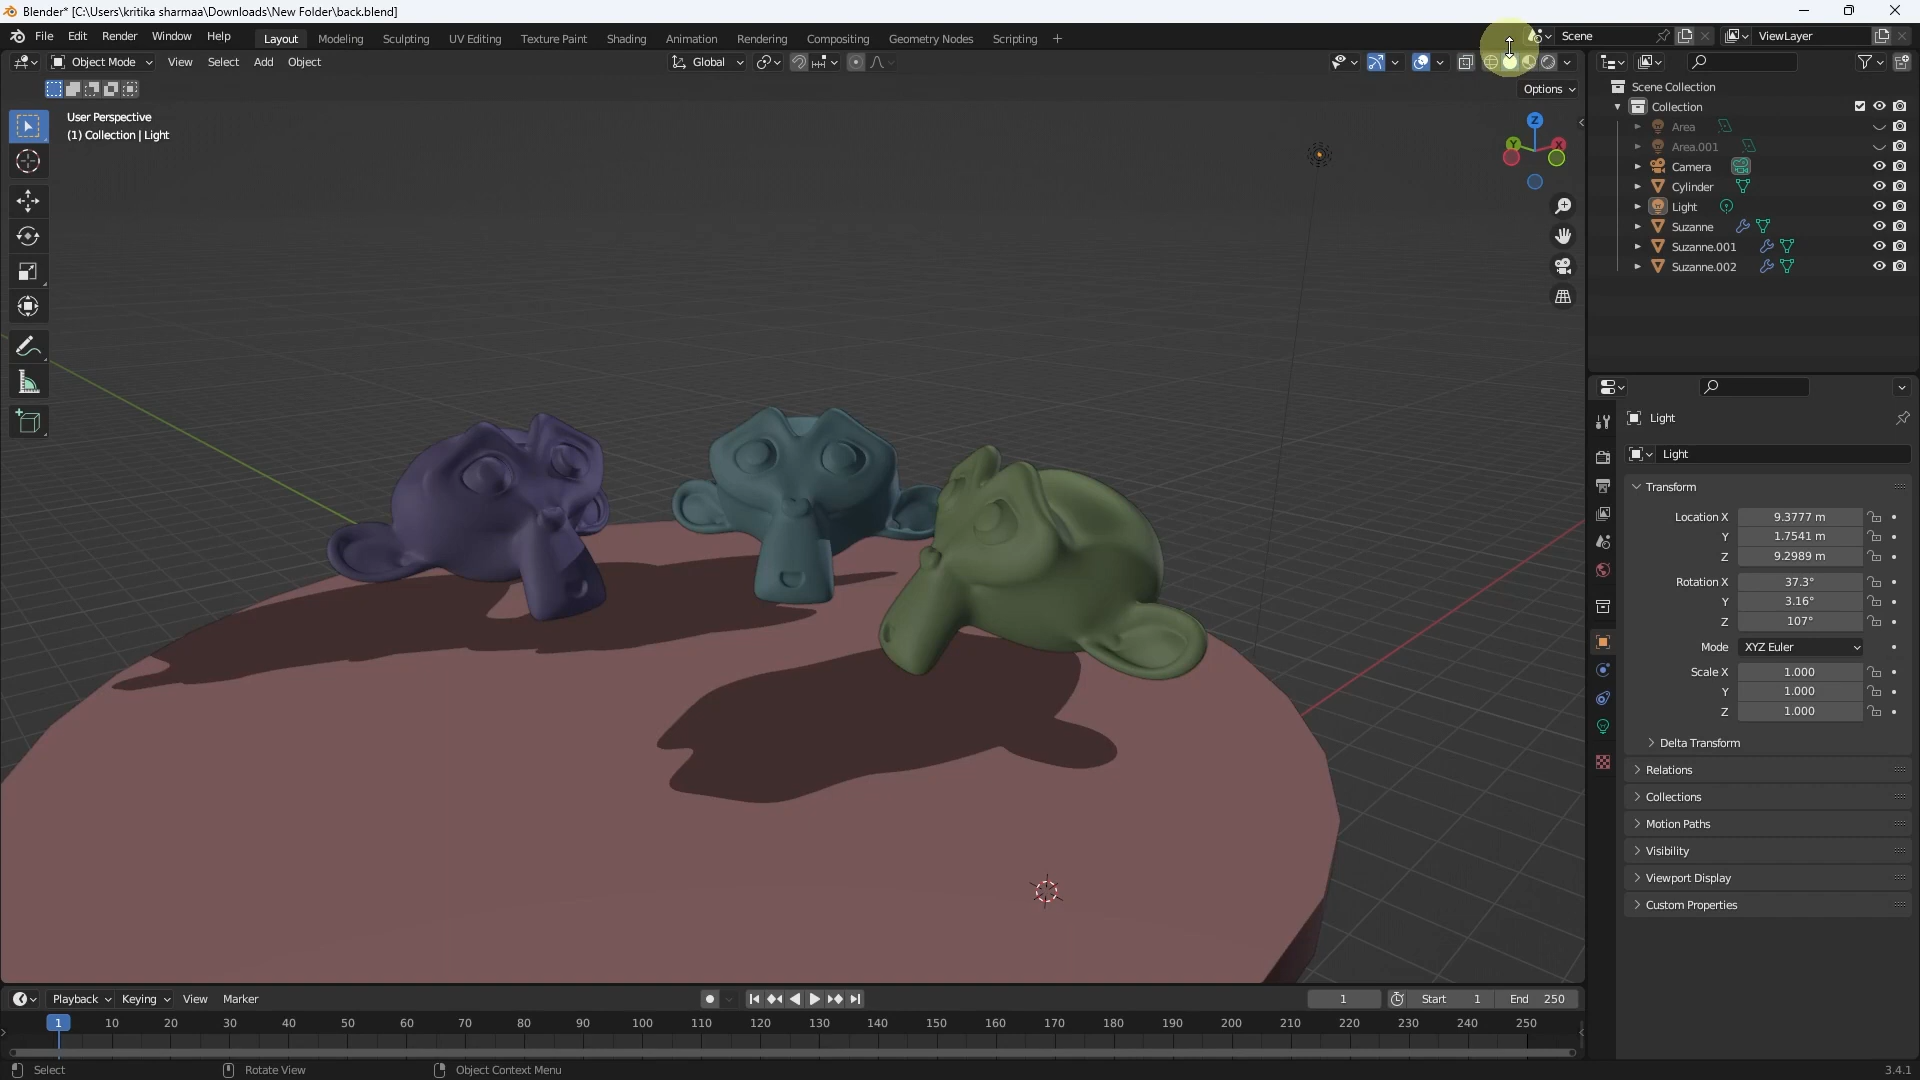 Blender* [C:\Users\kritika sharmaa\Downloads\New Folder\back.blend]
File Edit Render Window Help Layout Modeling Sculpting UV Editing Texture Paint Shading Animation Rendering Compositing Geometry Nodes Scripting + Scene ViewLayer
Object Mode View Select Add Object Global
Options
User Perspective
(1) Collection | Light
Z
Y
X
Scene Collection
Collection
Area
Area.001
Camera
Cylinder
Light
Suzanne
Suzanne.001
Suzanne.002
Light
Light
Transform
Location X 9.3777 m
Y 1.7541 m
Z 9.2989 m
Rotation X 37.3°
Y 3.16°
Z 107°
Mode XYZ Euler
Scale X 1.000
Y 1.000
Z 1.000
Delta Transform
Relations
Collections
Motion Paths
Visibility
Viewport Display
Custom Properties
Playback Keying View Marker 1 Start 1 End 250
1 10 20 30 40 50 60 70 80 90 100 110 120 130 140 150 160 170 180 190 200 210 220 230 240 250
Select Rotate View Object Context Menu 3.4.1